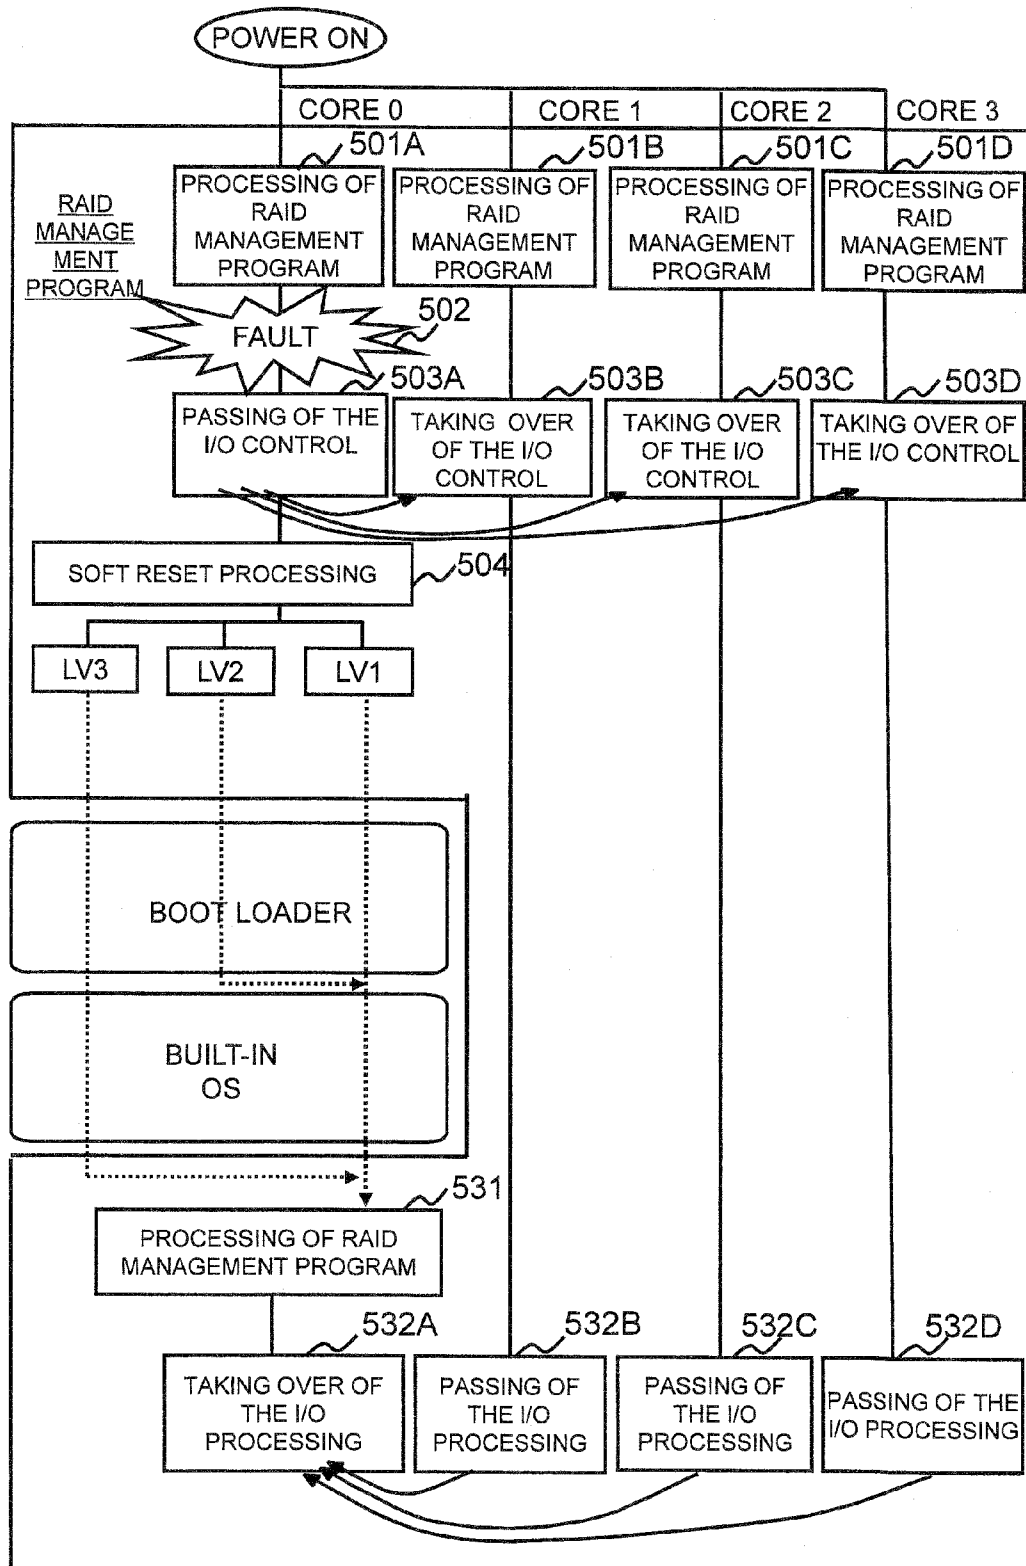 POWER ON
CORE 0
CORE 1
CORE 2
CORE 3
501A
501B
501C
501D
RAID
MANAGE
MENT
PROGRAM
PROCESSING OF
RAID
MANAGEMENT
PROGRAM
PROCESSING OF
RAID
MANAGEMENT
PROGRAM
PROCESSING OF
RAID
MANAGEMENT
PROGRAM
PROCESSING OF
RAID
MANAGEMENT
PROGRAM
FAULT
502
503A
503B
503C
503D
PASSING OF THE
I/O CONTROL
TAKING OVER
OF THE I/O
CONTROL
TAKING OVER
OF THE I/O
CONTROL
TAKING OVER OF
THE I/O CONTROL
SOFT RESET PROCESSING
504
LV3
LV2
LV1
BOOT LOADER
BUILT-IN
OS
531
PROCESSING OF RAID
MANAGEMENT PROGRAM
532A
532B
532C
532D
TAKING OVER OF
THE I/O
PROCESSING
PASSING OF
THE I/O
PROCESSING
PASSING OF
THE I/O
PROCESSING
PASSING OF THE
I/O PROCESSING